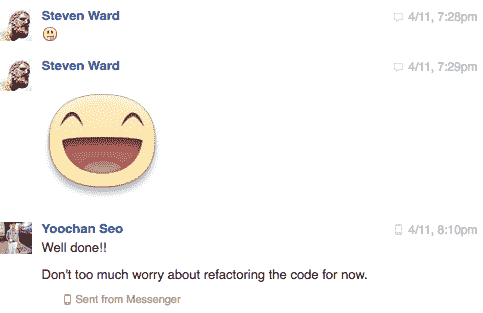 Steven Ward 4/11, 7:28pm
Steven Ward 4/11, 7:29pm
Yoochan Seo 4/11, 8:10pm
Well done!!
Don't too much worry about refactoring the code for now.
Sent from Messenger